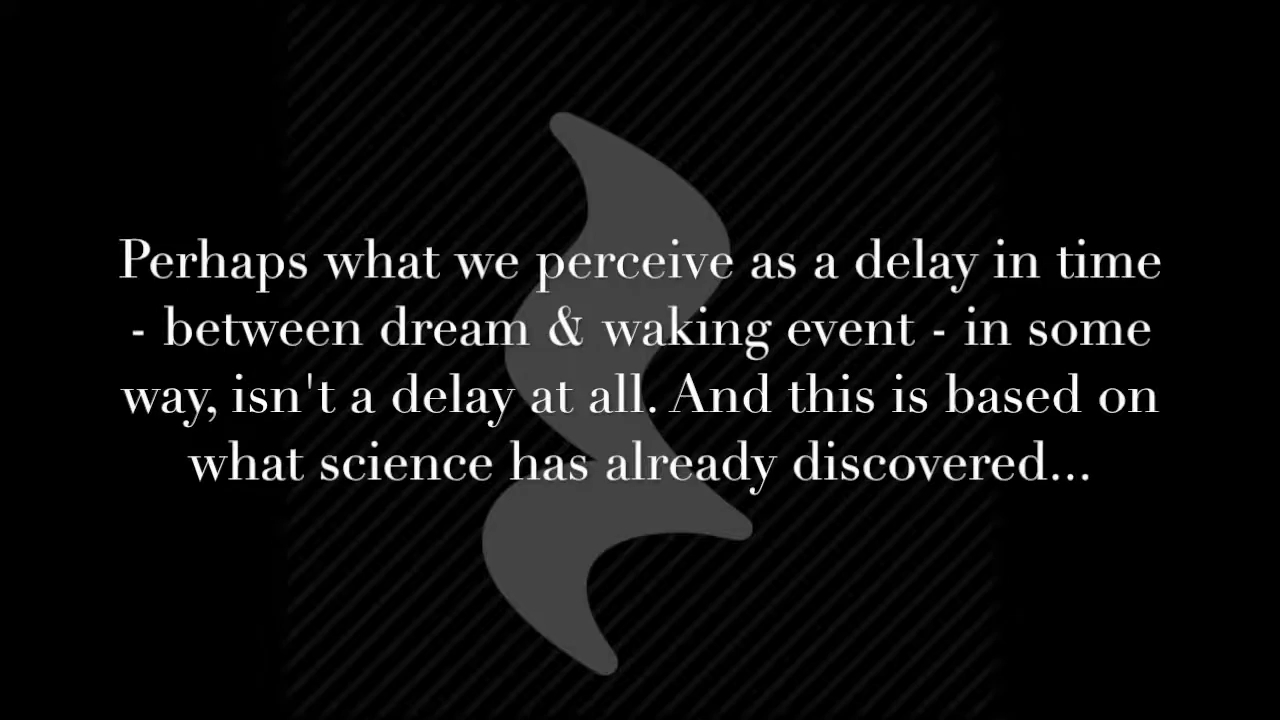 Perhaps what we perceive as a delay in time
- between dream & waking event - in some
way, isn't a delay at all. And this is based on
what science has already discovered...